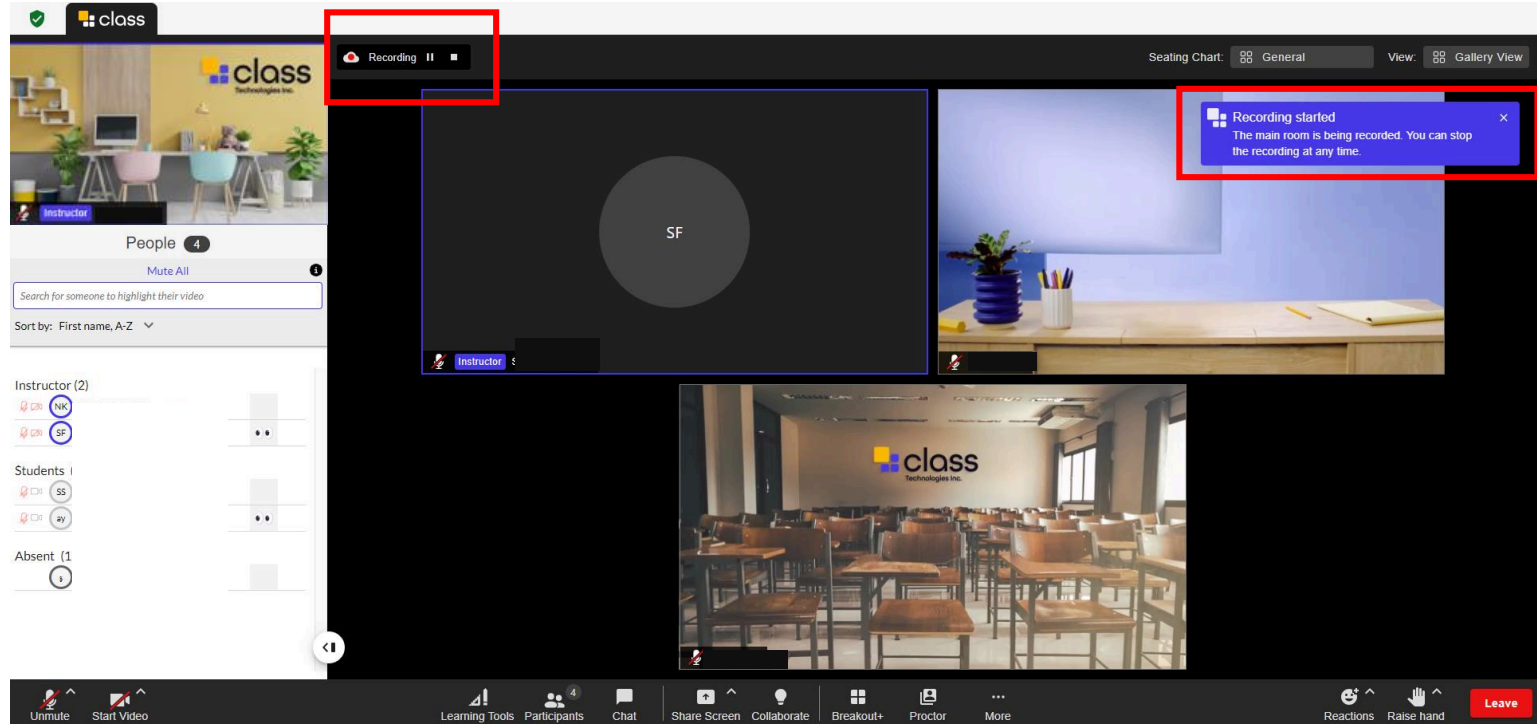 class
Recording
Seating Chart:
General
View:
Gallery View
class
Technologies Inc.
Recording started
The main room is being recorded. You can stop
the recording at any time.
Instructor
SF
People 4
Mute All
Search for someone to highlight their video
Sort by: First name, A-Z
Instructor S
Instructor (2)
NK
SF
class
Technologies Inc.
Students (
SS
ay
Absent (1
Unmute
Start Video
Learning Tools
Participants 4
Chat
Share Screen
Collaborate
Breakout+
Proctor
More
Reactions
Raise hand
Leave